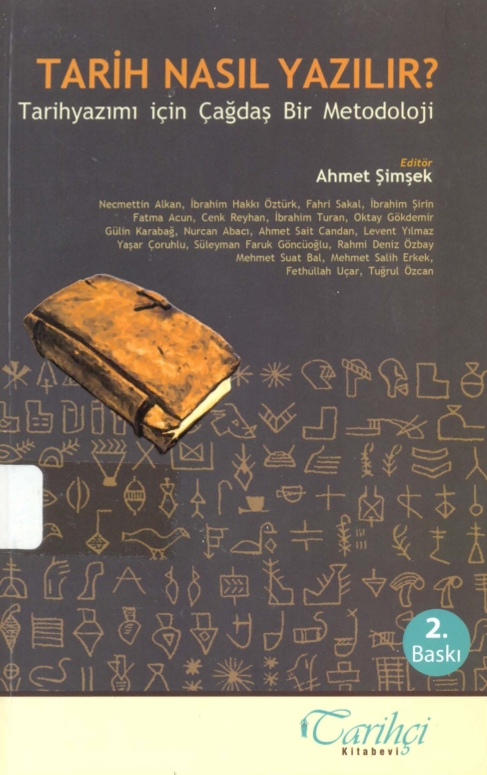 TARİH NASIL YAZILIR?
Tarihyazımı için Çağdaş Bir Metodoloji
Editör
Ahmet Şimşek
Necmettin Alkan, İbrahim Hakkı Öztürk, Fahri Sakal, İbrahim Şirin
Fatma Acun, Cenk Reyhan, İbrahim Turan, Oktay Gökdemir
Gülin Karabağ, Nurcan Abacı, Ahmet Sait Candan, Levent Yılmaz
Yaşar Çoruhlu, Süleyman Faruk Göncüoğlu, Rahmi Deniz Özbay
Mehmet Suat Bal, Mehmet Salih Erkek,
Fethullah Uçar, Tuğrul Özcan
2.
Baskı
Tarihçi
Kitabevi